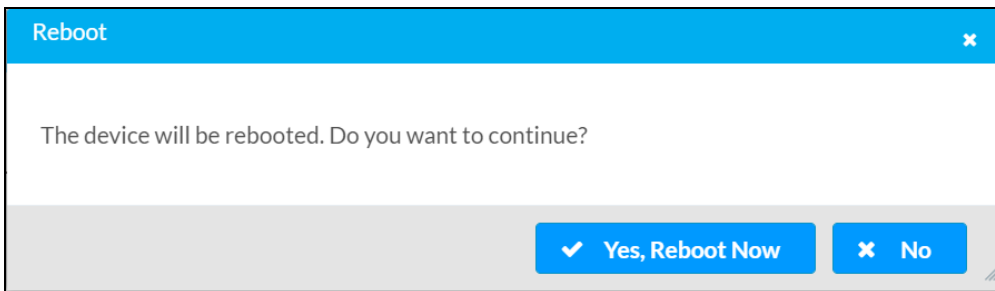 Reboot
The device will be rebooted. Do you want to continue?
Yes, Reboot Now
No